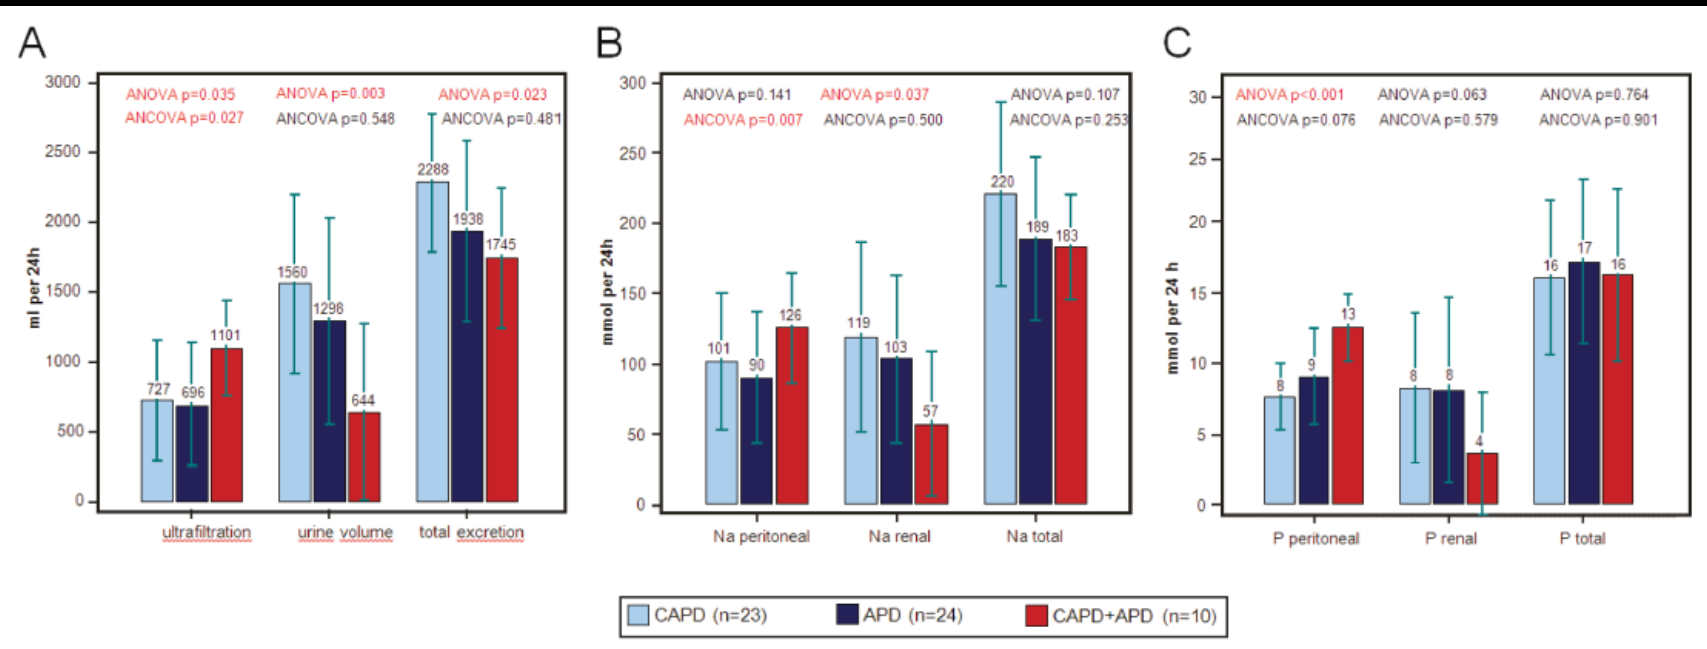 A
B
C
3000
2500
2000
1500
1000
500
0
ml per 24h
ANOVA p=0.035
ANCOVA p=0.027
ANOVA p=0.003
ANCOVA p=0.548
ANOVA p=0.023
ANCOVA p=0.481
727
696
1101
1560
1298
644
2288
1938
1745
ultrafiltration
urine volume
total excretion
300
250
200
150
100
50
0
mmol per 24h
ANOVA p=0.141
ANCOVA p=0.007
ANOVA p=0.037
ANCOVA p=0.500
ANOVA p=0.107
ANCOVA p=0.253
101
90
126
119
103
57
220
189
183
Na peritoneal
Na renal
Na total
30
25
20
15
10
5
0
mmol per 24 h
ANOVA p<0.001
ANCOVA p=0.076
ANOVA p=0.063
ANCOVA p=0.579
ANOVA p=0.764
ANCOVA p=0.901
8
9
13
8
8
4
16
17
16
P peritoneal
P renal
P total
CAPD (n=23)
APD (n=24)
CAPD+APD (n=10)